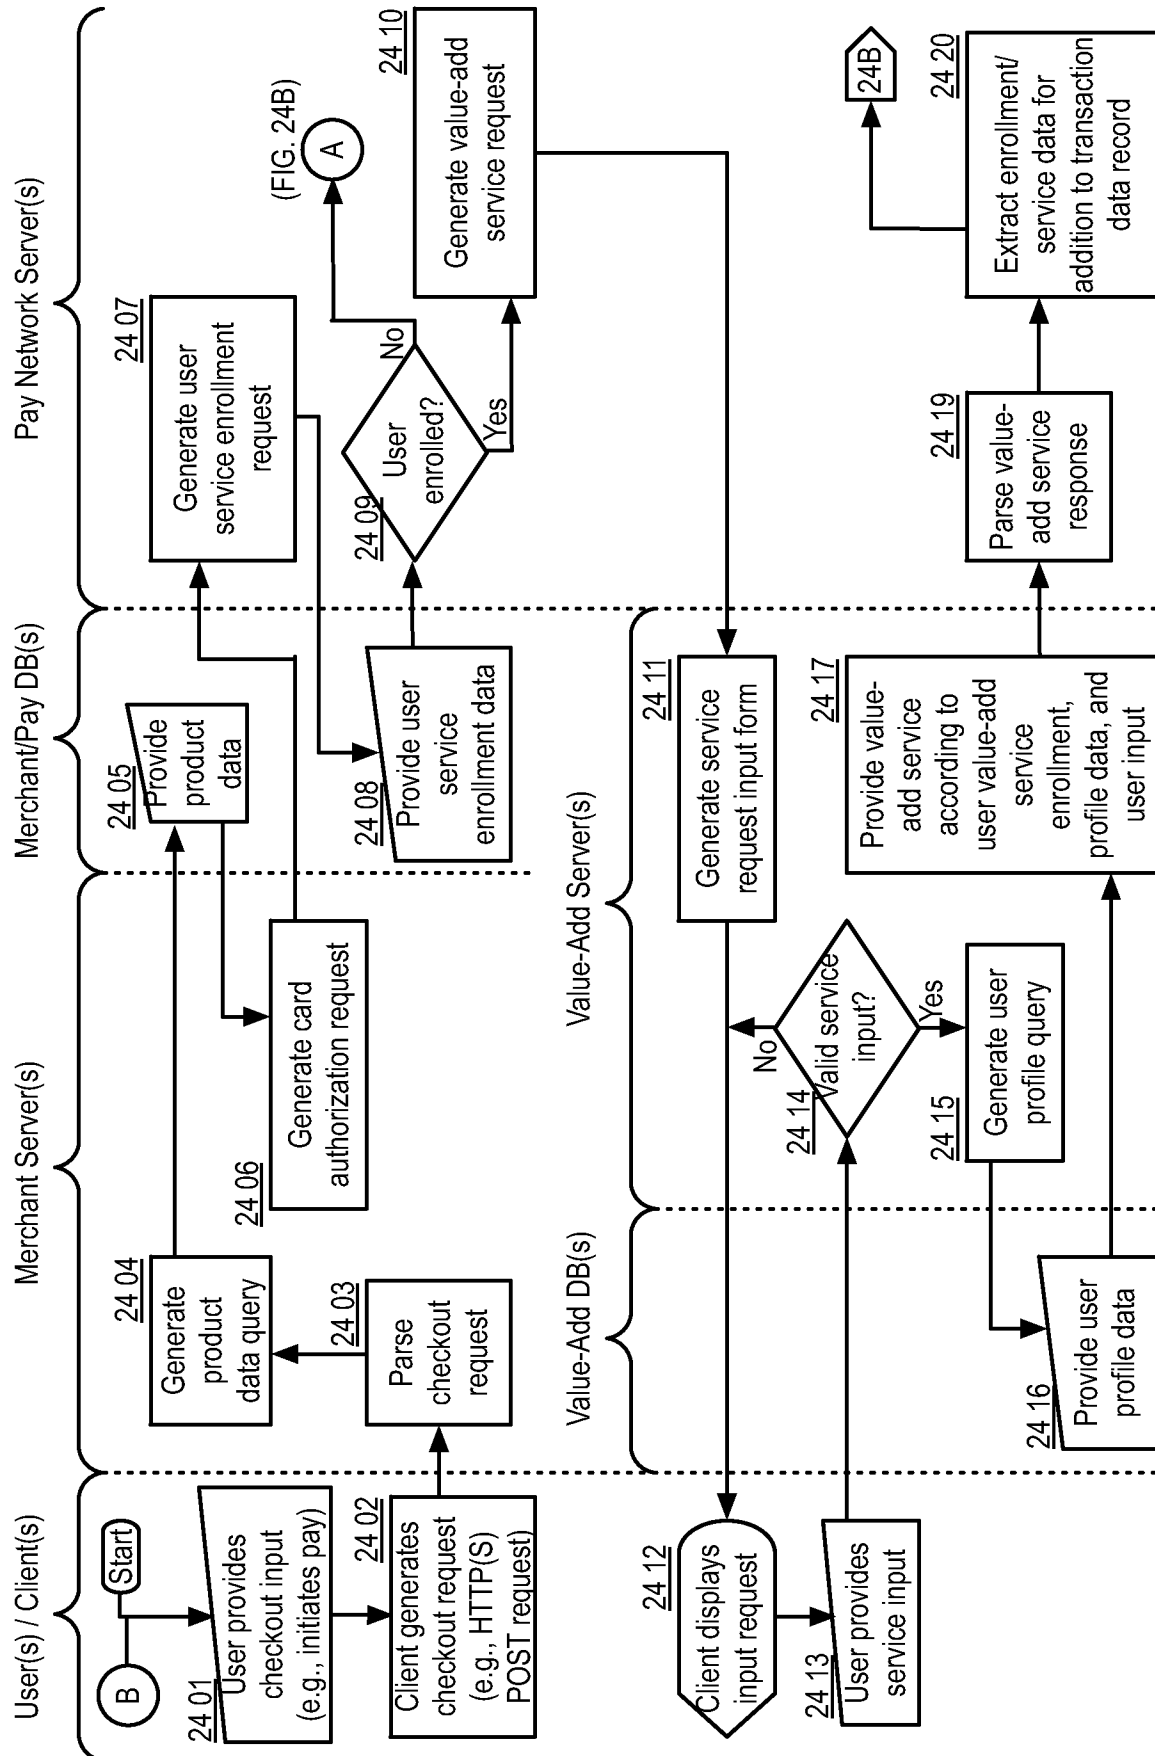 User(s) / Client(s)
Merchant Server(s)
Merchant/Pay DB(s)
Pay Network Server(s)
B
Start
24 01
User provides
checkout input
(e.g., initiates pay)
24 02
Client generates
checkout request
(e.g., HTTP(S)
POST request)
24 03
Parse
checkout
request
24 04
Generate
product
data query
24 05
Provide
product
data
24 06
Generate card
authorization request
24 07
Generate user
service enrollment
request
24 08
Provide user
service
enrollment data
24 09
User
enrolled?
No
Yes
(FIG. 24B)
A
24 10
Generate value-add
service request
Value-Add DB(s)
Value-Add Server(s)
24 11
Generate service
request input form
24 12
Client displays
input request
24 13
User provides
service input
24 14
Valid service
input?
No
Yes
24 15
Generate user
profile query
24 16
Provide user
profile data
24 17
Provide value-
add service
according to
user value-add
service
enrollment,
profile data, and
user input
24 19
Parse value-
add service
response
24 20
Extract enrollment/
service data for
addition to transaction
data record
24B